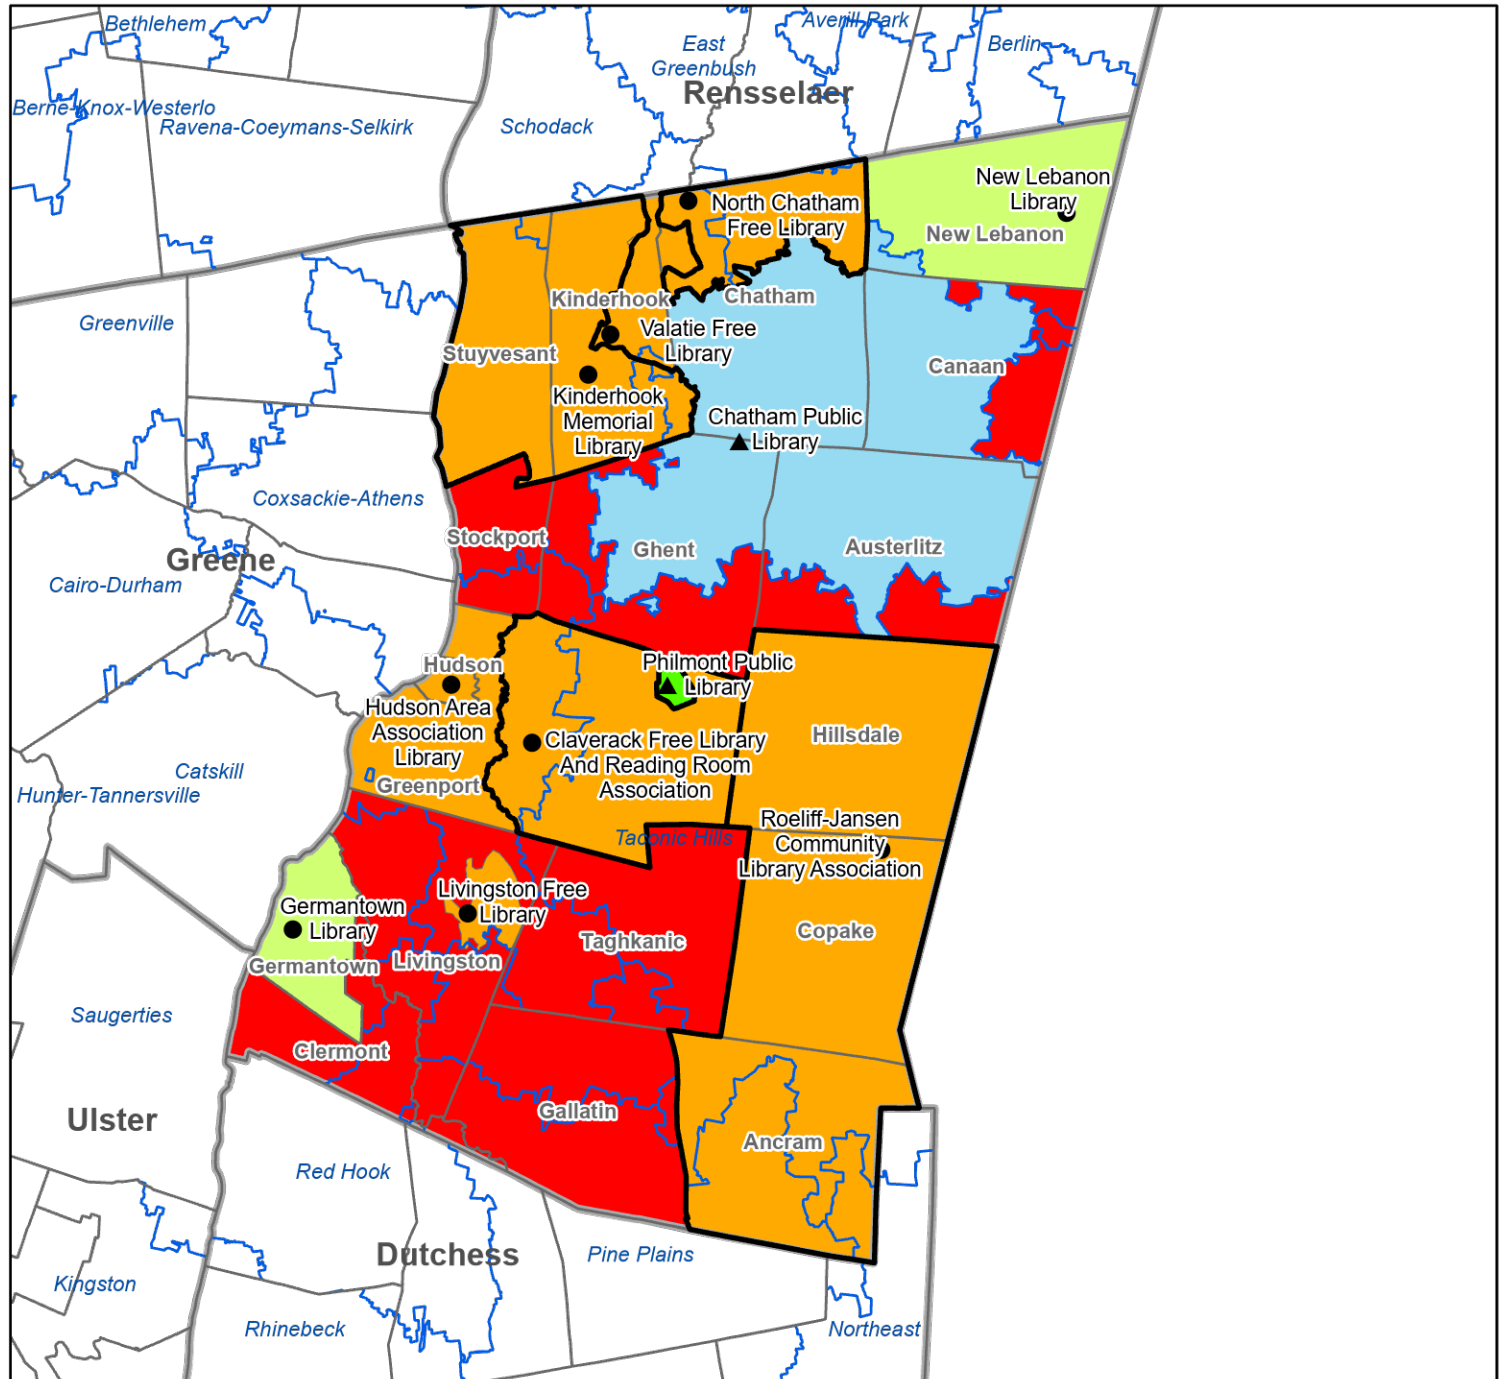 Bethlehem
Averill Park
East
Greenbush
Berlin
Rensselaer
Berne-Knox-Westerlo
Ravena-Coeymans-Selkirk
Schodack
New Lebanon
Library
North Chatham
Free Library
New Lebanon
Kinderhook
Chatham
Greenville
Valatie Free
Library
Stuyvesant
Canaan
Kinderhook
Memorial
Library
Chatham Public
Library
Coxsackie-Athens
Stockport
Ghent
Austerlitz
Greene
Cairo-Durham
Hudson
Philmont Public
Library
Hudson Area
Association
Library
Claverack Free Library
And Reading Room
Association
Hillsdale
Catskill
Hunter-Tannersville
Greenport
Roeliff-Jansen
Community
Library Association
Taconic Hills
Livingston Free
Library
Germantown
Library
Copake
Taghkanic
Germantown
Livingston
Saugerties
Clermont
Gallatin
Ulster
Ancram
Red Hook
Dutchess
Pine Plains
Kingston
Rhinebeck
Northeast